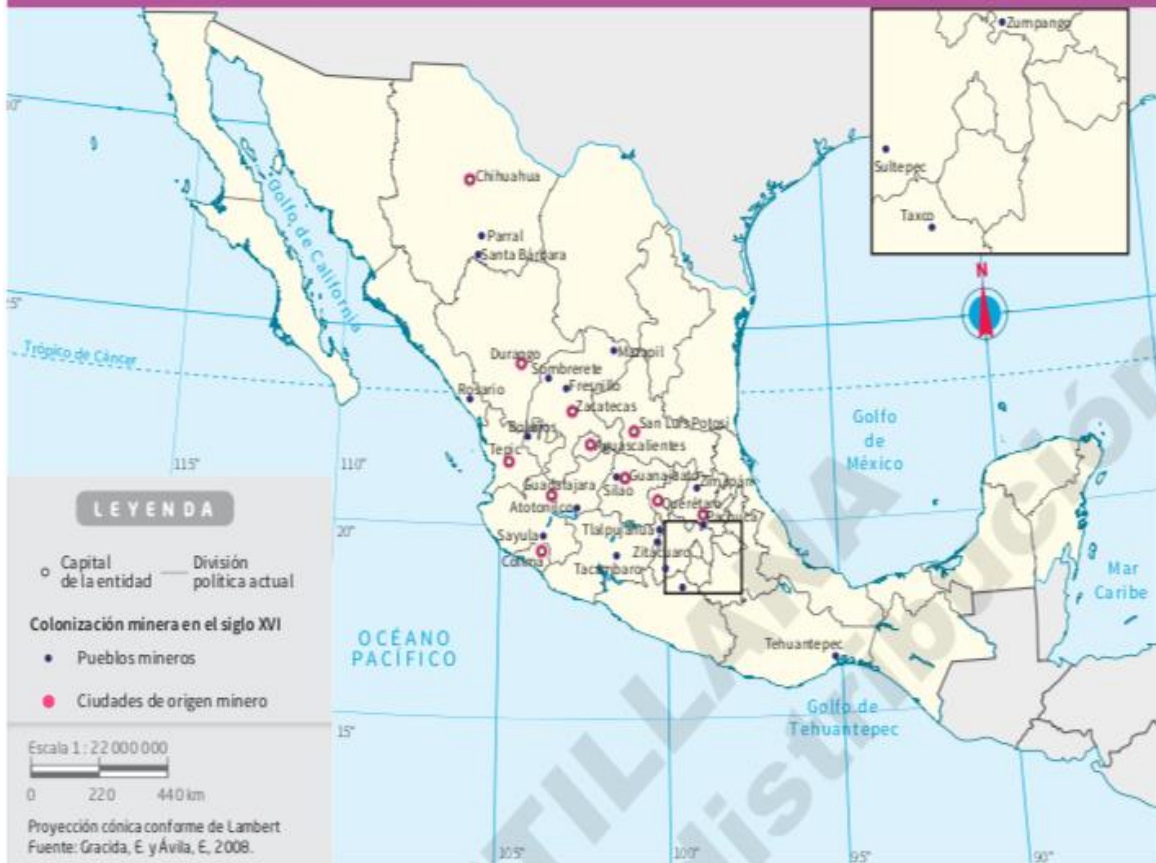 Zumpango
Sultepec
Taxco
N
Chihuahua
Parral
Santa Bárbara
Golfo de California
25°
Trópico de Cáncer
Durango
Mazapil
Sombrerete
Fresnillo
Rosario
Zacatecas
San Luis Potosí
Bolaños
Aguascalientes
Tepic
Guanajuato
Silao
Zimapán
Guadalajara
Querétaro
Atotonilco
Pachuca
Tlalpujahua
Sayula
Zitácuaro
Colima
Tacámbaro
Tehuantepec
Golfo
de
México
Mar
Caribe
OCÉANO
PACÍFICO
Golfo de
Tehuantepec
115°
110°
20°
15°
105°
100°
95°
90°
LEYENDA
Capital
de la entidad
División
política actual
Colonización minera en el siglo XVI
Pueblos mineros
Ciudades de origen minero
Escala 1 : 22 000 000
0 220 440 km
Proyección cónica conforme de Lambert
Fuente: Gracida, E. y Ávila, E, 2008.